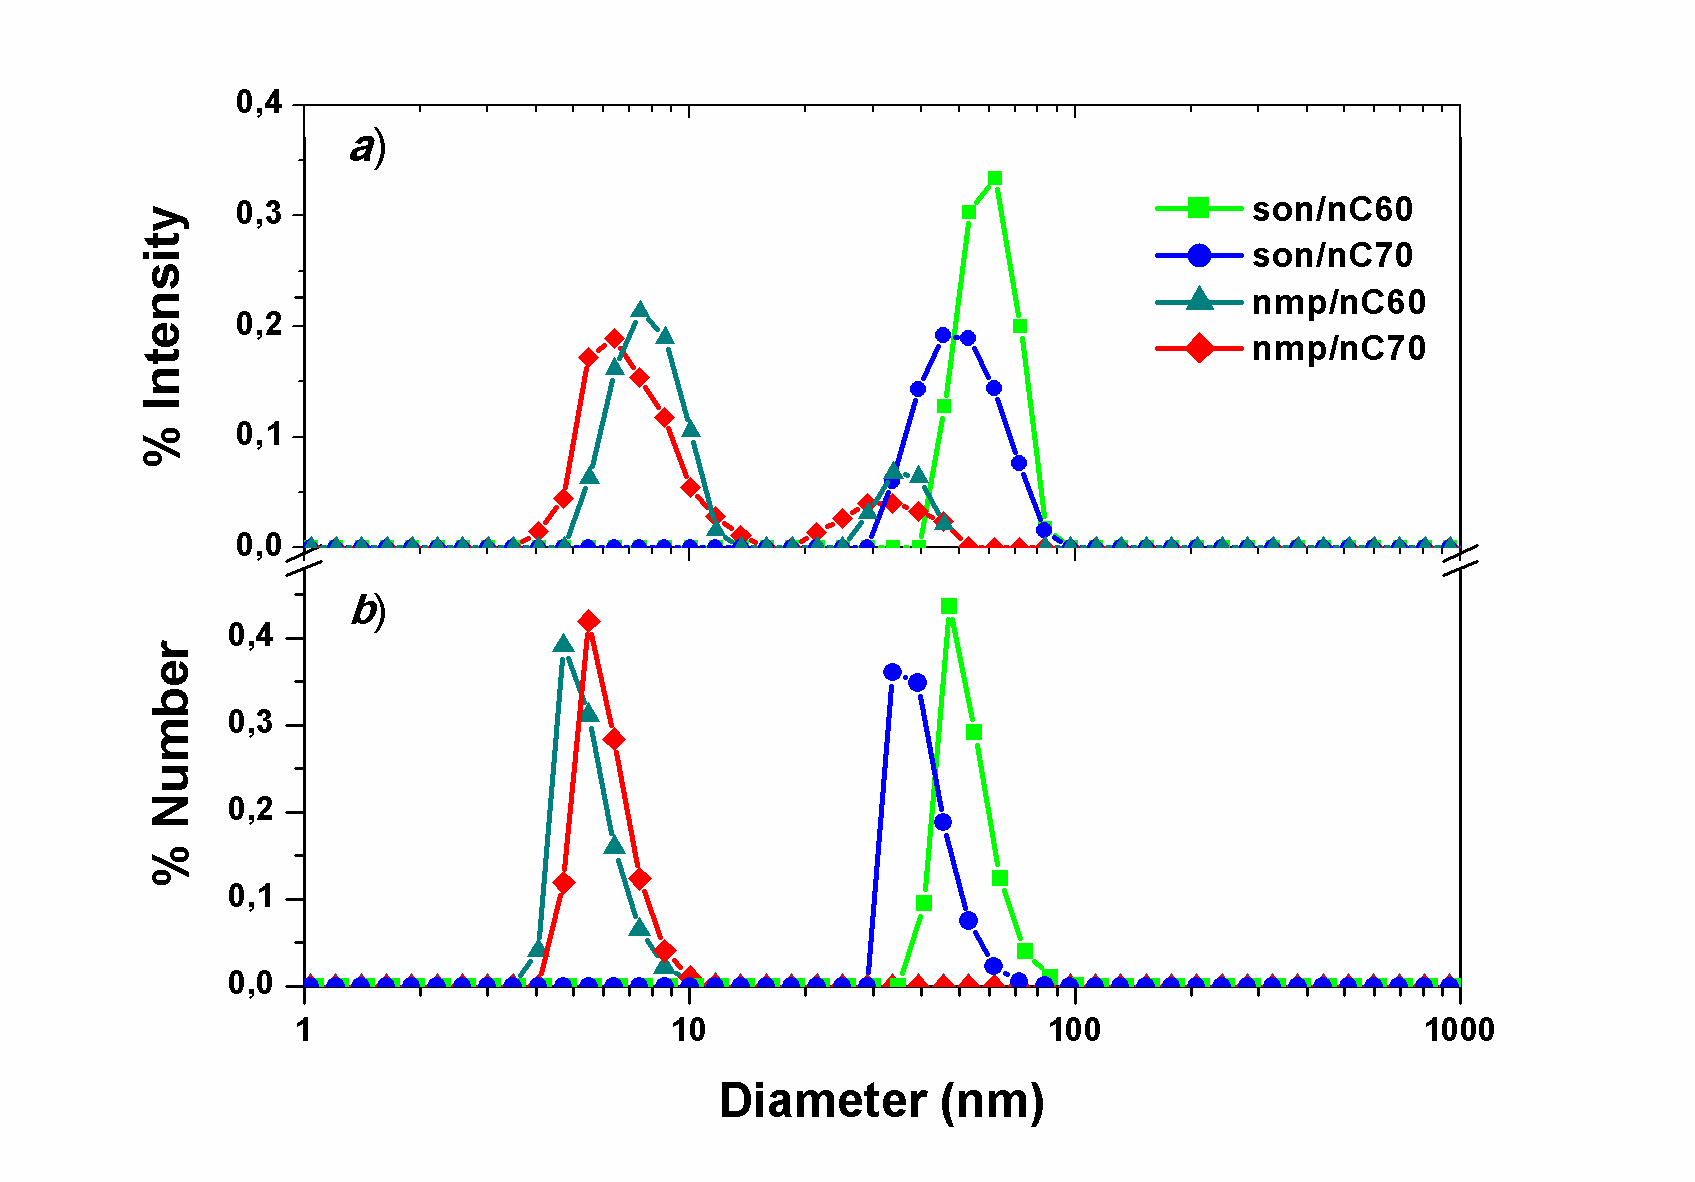 0,4
a)
0,3
0,2
0,1
0,0
% Intensity
son/nC60
son/nC70
nmp/nC60
nmp/nC70
b)
0,4
0,3
0,2
0,1
0,0
% Number
1 10 100 1000
Diameter (nm)